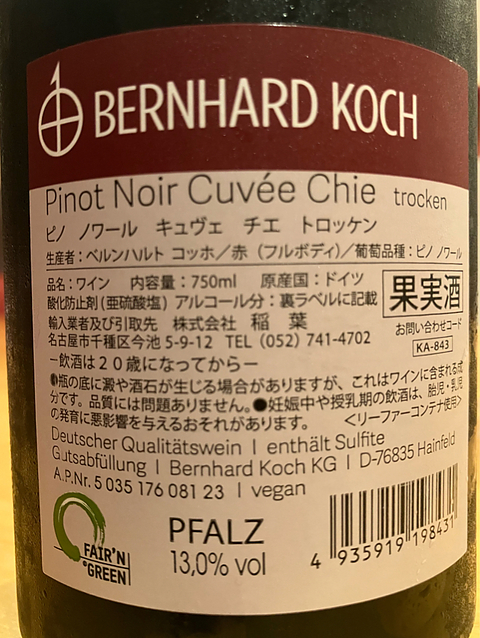 BERNHARD KOCH
Pinot Noir Cuvée Chie trocken
ピノ ノワール キュヴェ チエ トロッケン
生産者：ベルンハルト コッホ／赤（フルボディ）／葡萄品種：ピノ ノワール
品名：ワイン 内容量：750ml 原産国：ドイツ
酸化防止剤(亜硫酸塩) アルコール分：裏ラベルに記載
果実酒
輸入業者及び引取先 株式会社 稲葉
お問い合わせコード
名古屋市千種区今池 5-9-12 TEL (052) 741-4702
KA-843
ー飲酒は２０歳になってからー
●瓶の底に澱や酒石が生じる場合がありますが、これはワインに含まれる成
分です。品質には問題ありません。●妊娠中や授乳期の飲酒は、胎児・乳児
の発育に悪影響を与えるおそれがあります。 ＜リーファーコンテナ使用＞
Deutscher Qualitätswein | enthält Sulfite
Gutsabfüllung | Bernhard Koch KG | D-76835 Hainfeld
A.P.Nr. 5 035 176 081 23 | vegan
FAIR'N
GREEN
PFALZ
13,0% vol
4 935919 198431